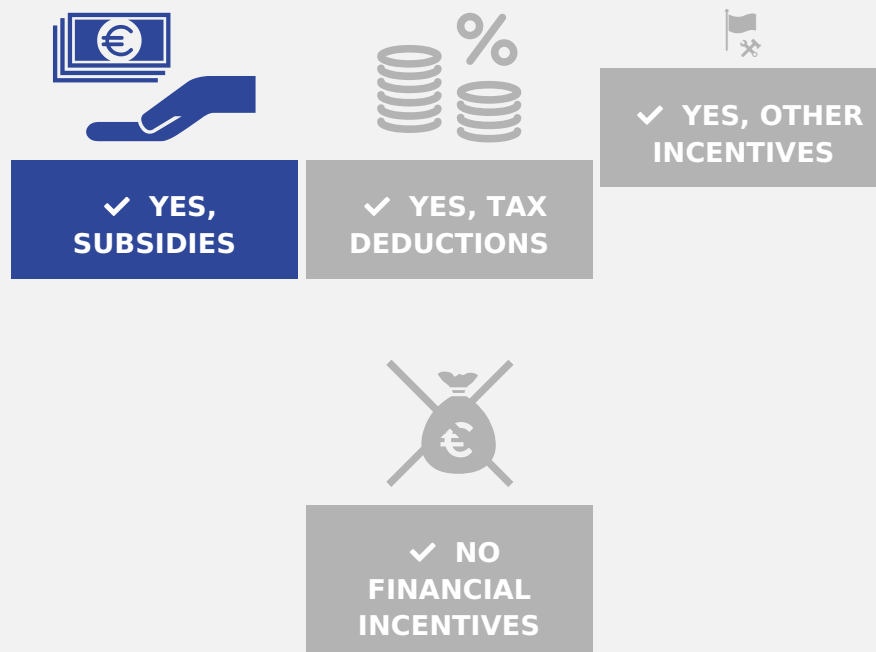 €
%
✓ YES, OTHER
INCENTIVES
✓ YES,
SUBSIDIES
✓ YES, TAX
DEDUCTIONS
€
✓ NO
FINANCIAL
INCENTIVES